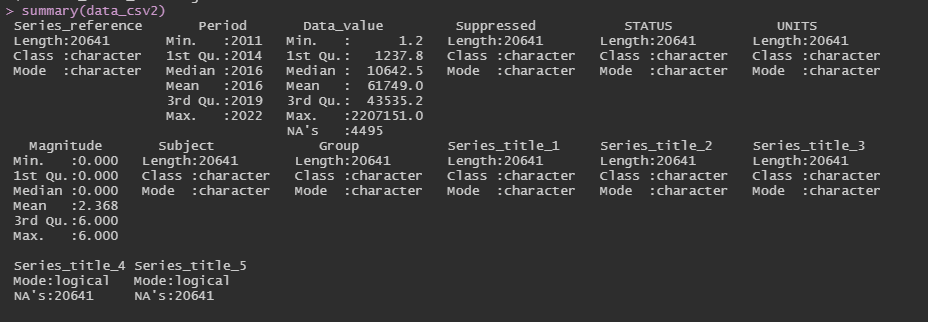 > summary(data_csv2)
Series_reference Period Data_value Suppressed STATUS UNITS
Length:20641 Min. :2011 Min. : 1.2 Length:20641 Length:20641 Length:20641
Class :character 1st Qu.:2014 1st Qu.: 1237.8 Class :character Class :character Class :character
Mode :character Median :2016 Median : 10642.5 Mode :character Mode :character Mode :character
Mean :2016 Mean : 61749.0
3rd Qu.:2019 3rd Qu.: 43535.2
Max. :2022 Max. :2207151.0
NA's :4495
Magnitude Subject Group Series_title_1 Series_title_2 Series_title_3
Min. :0.000 Length:20641 Length:20641 Length:20641 Length:20641 Length:20641
1st Qu.:0.000 Class :character Class :character Class :character Class :character Class :character
Median :0.000 Mode :character Mode :character Mode :character Mode :character Mode :character
Mean :2.368
3rd Qu.:6.000
Max. :6.000
Series_title_4 Series_title_5
Mode:logical Mode:logical
NA's:20641 NA's:20641